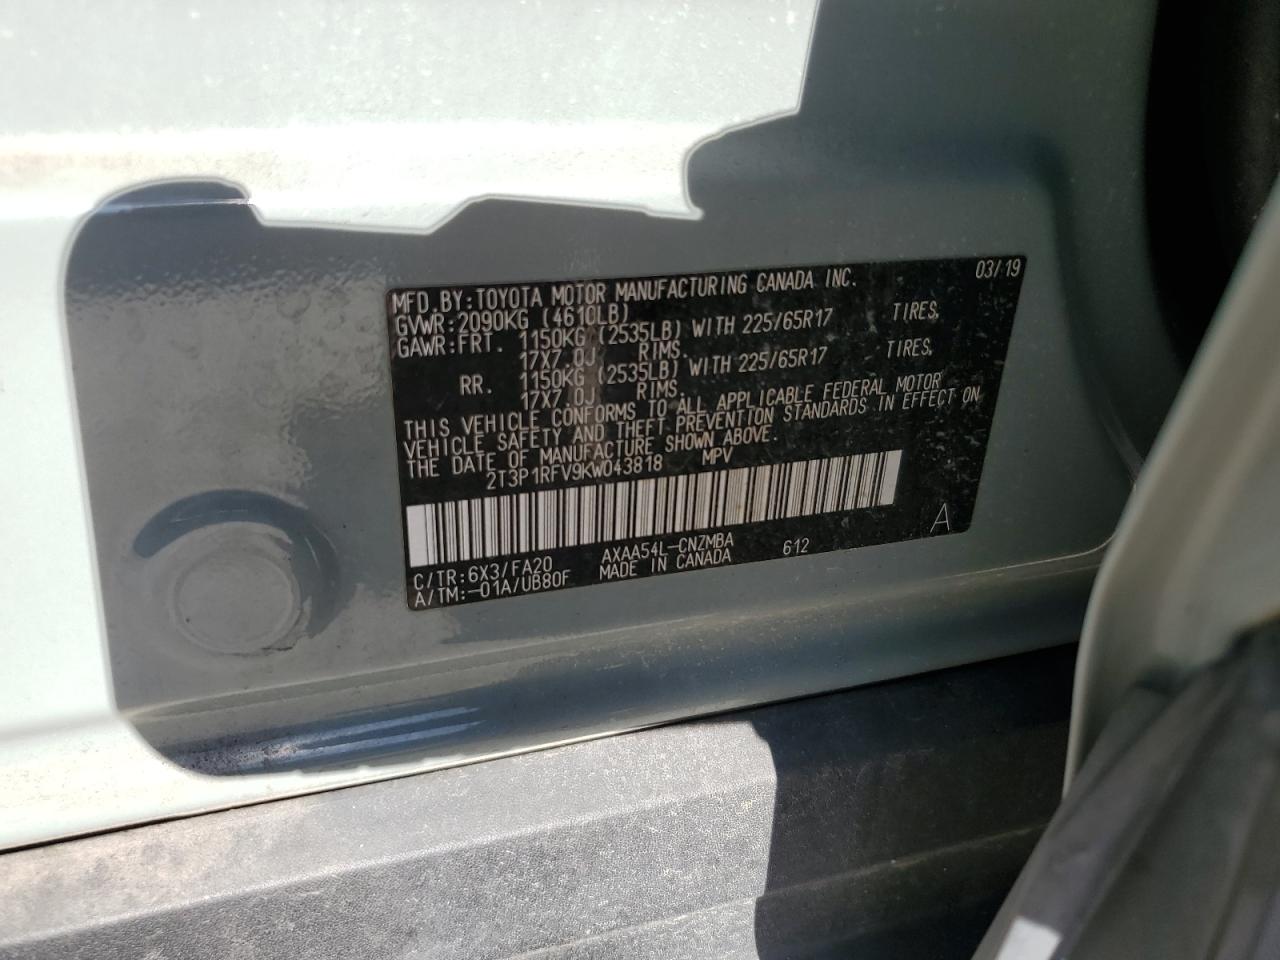 03/19
MFD.BY:TOYOTA MOTOR MANUFACTURING CANADA INC.
GVWR:2090KG (4610LB)
GAWR:FRT. 1150KG (2535LB) WITH 225/65R17 TIRES,
17X7.0J RIMS.
RR. 1150KG (2535LB) WITH 225/65R17 TIRES,
17X7.0J RIMS.
THIS VEHICLE CONFORMS TO ALL APPLICABLE FEDERAL MOTOR
VEHICLE SAFETY AND THEFT PREVENTION STANDARDS IN EFFECT ON
THE DATE OF MANUFACTURE SHOWN ABOVE.
2T3P1RFV9KW043818 MPV
A
C/TR:6X3/FA20 AXAA54L-CNZMBA 612
A/TM:-01A/UB80F MADE IN CANADA